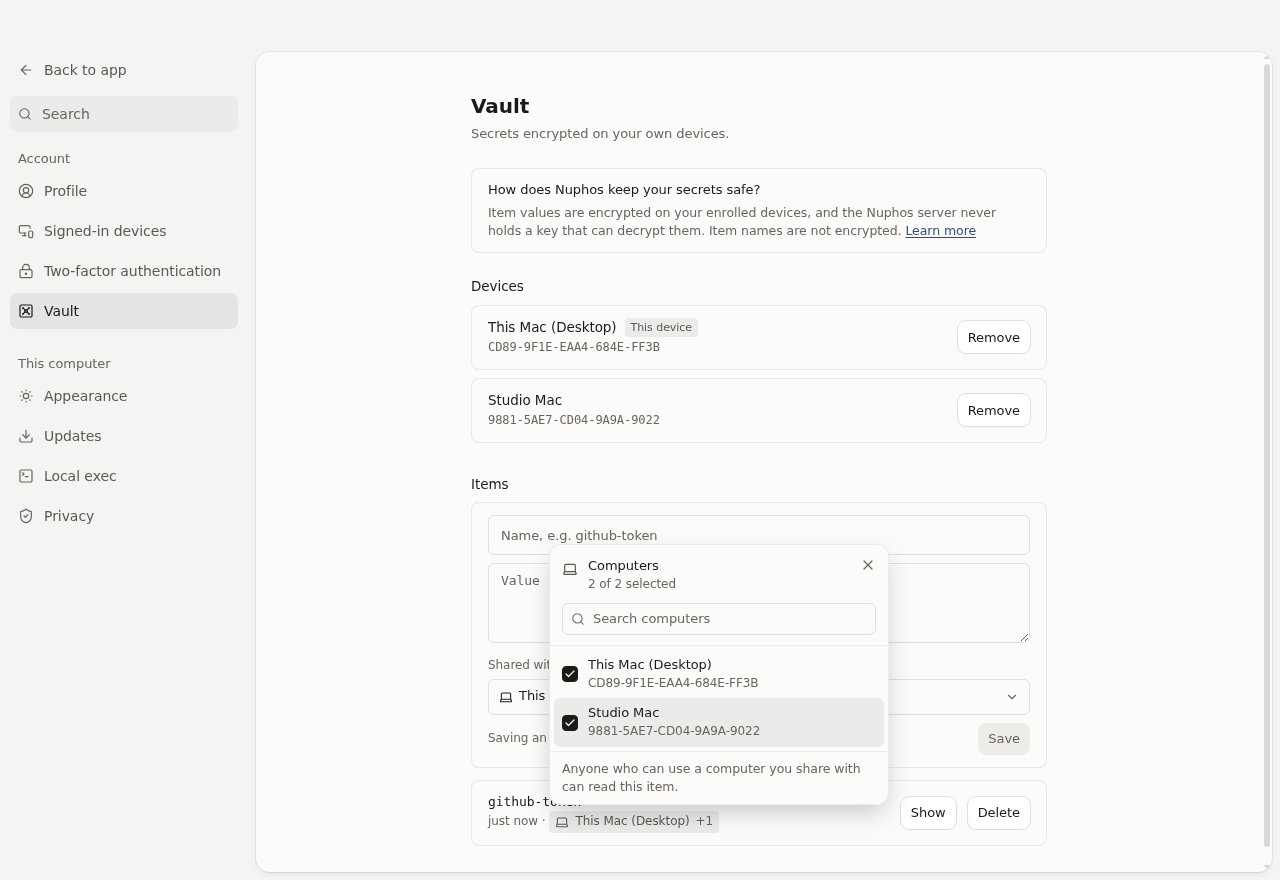 Back to app
Search
Account
Profile
Signed-in devices
Two-factor authentication
Vault
This computer
Appearance
Updates
Local exec
Privacy
Vault
Secrets encrypted on your own devices.
How does Nuphos keep your secrets safe?
Item values are encrypted on your enrolled devices, and the Nuphos server never
holds a key that can decrypt them. Item names are not encrypted. Learn more
Devices
This Mac (Desktop) This device
CD89-9F1E-EAA4-684E-FF3B
Remove
Studio Mac
9881-5AE7-CD04-9A9A-9022
Remove
Items
Name, e.g. github-token
Value
Shared
This
Saving an
Save
Computers
2 of 2 selected
Search computers
This Mac (Desktop)
CD89-9F1E-EAA4-684E-FF3B
Studio Mac
9881-5AE7-CD04-9A9A-9022
Anyone who can use a computer you share with
can read this item.
github-token
just now · This Mac (Desktop) +1
Show
Delete